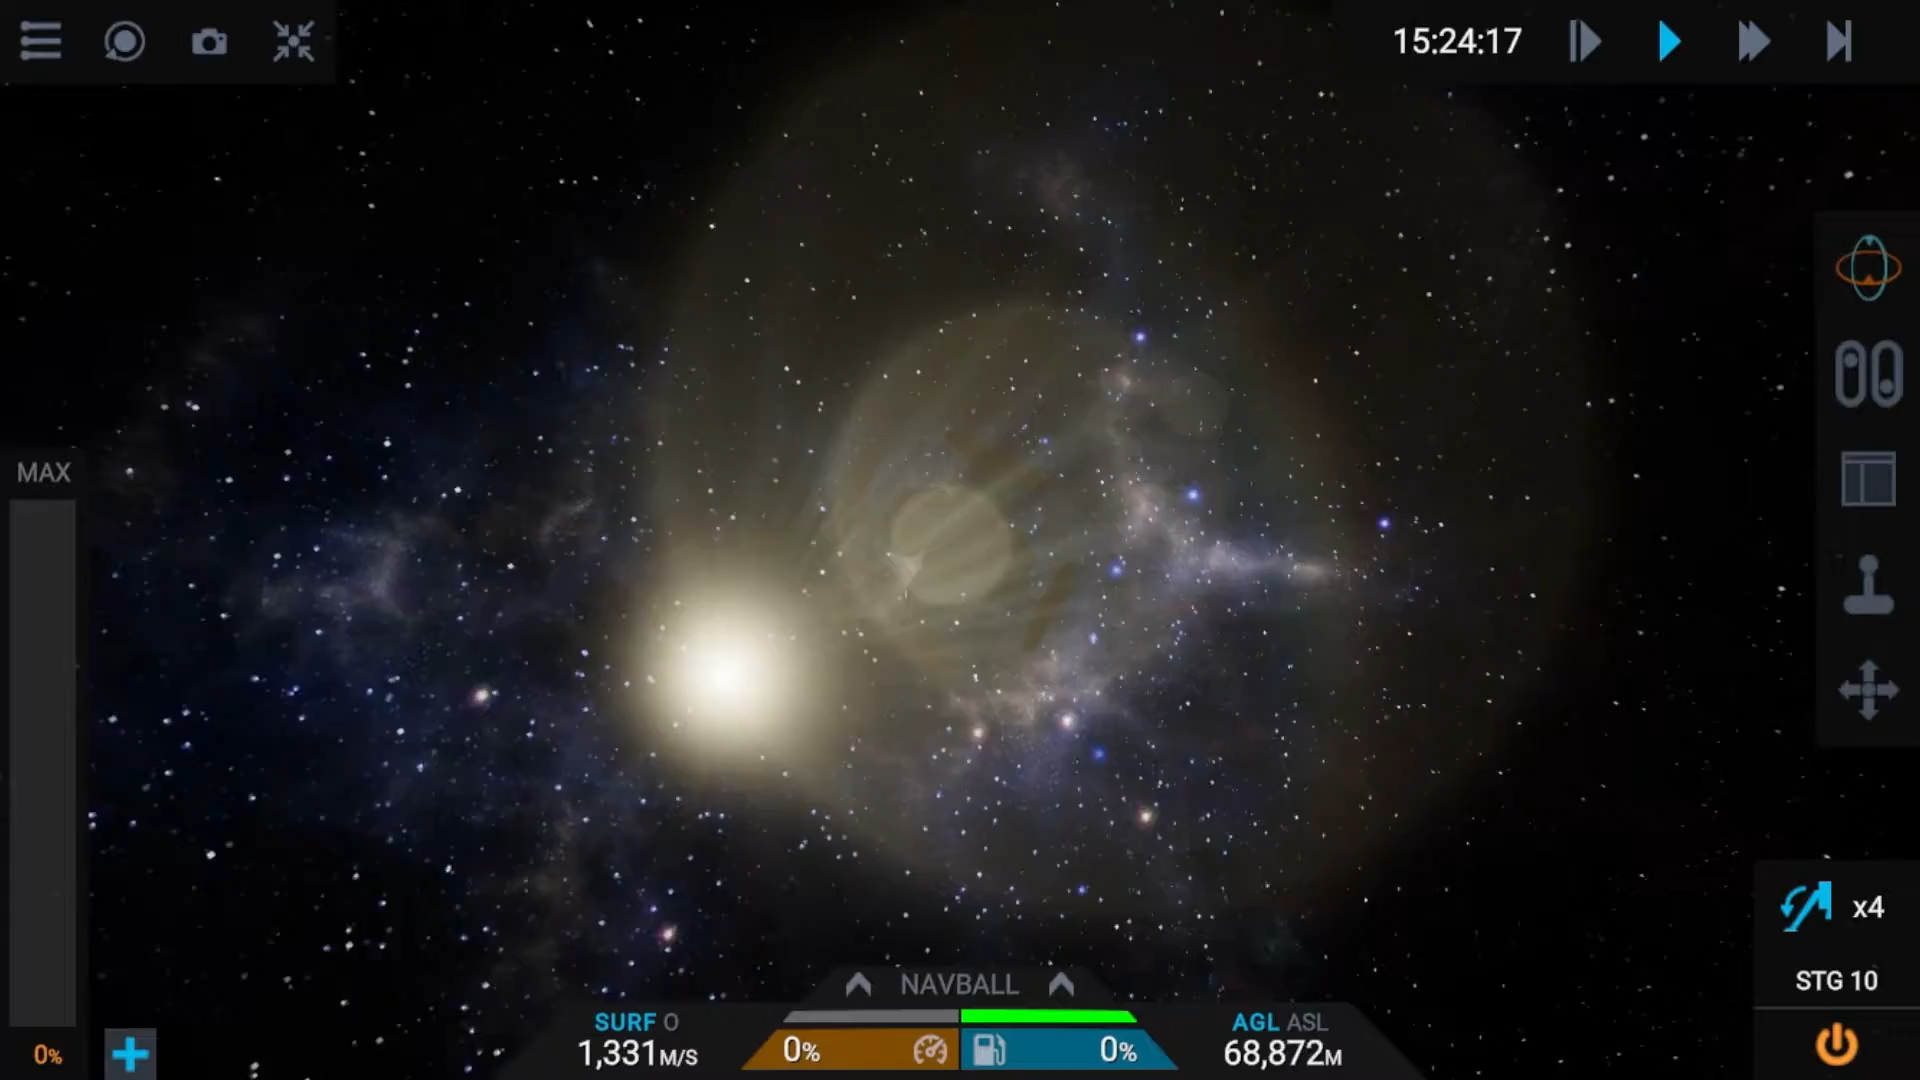 15:24:17
MAX
x4
STG 10
NAVBALL
SURF O
AGL ASL
1,331M/S
0%
0%
68,872M
0%